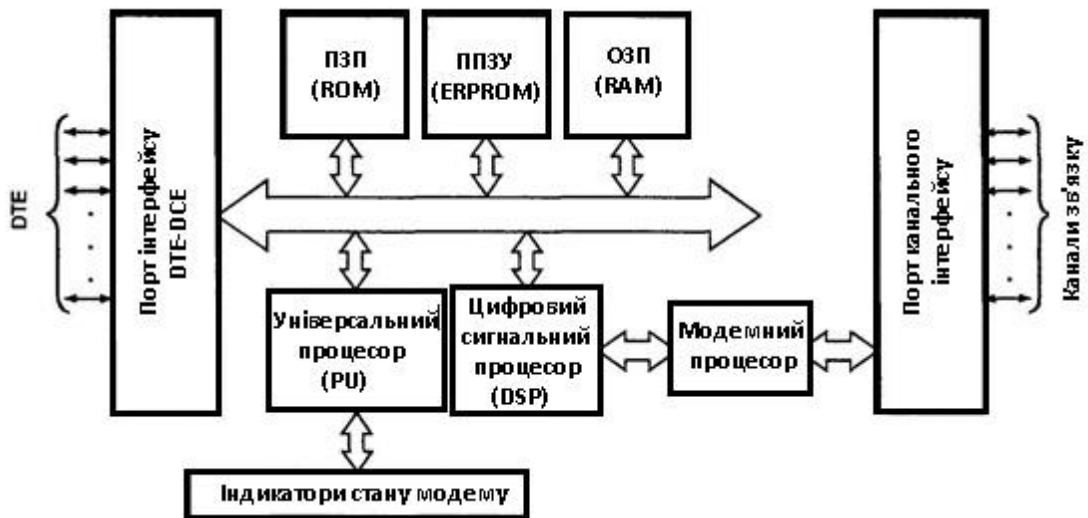 ПЗП
(ROM)
ППЗУ
(ERPROM)
ОЗП
(RAM)
DTE
Порт інтерфейсу
DTE-DCE
Порт канального
інтерфейсу
Канали зв'язку
Універсальний
процесор
(PU)
Цифровий
сигнальний
процесор
(DSP)
Модемний
процесор
Індикатори стану модему